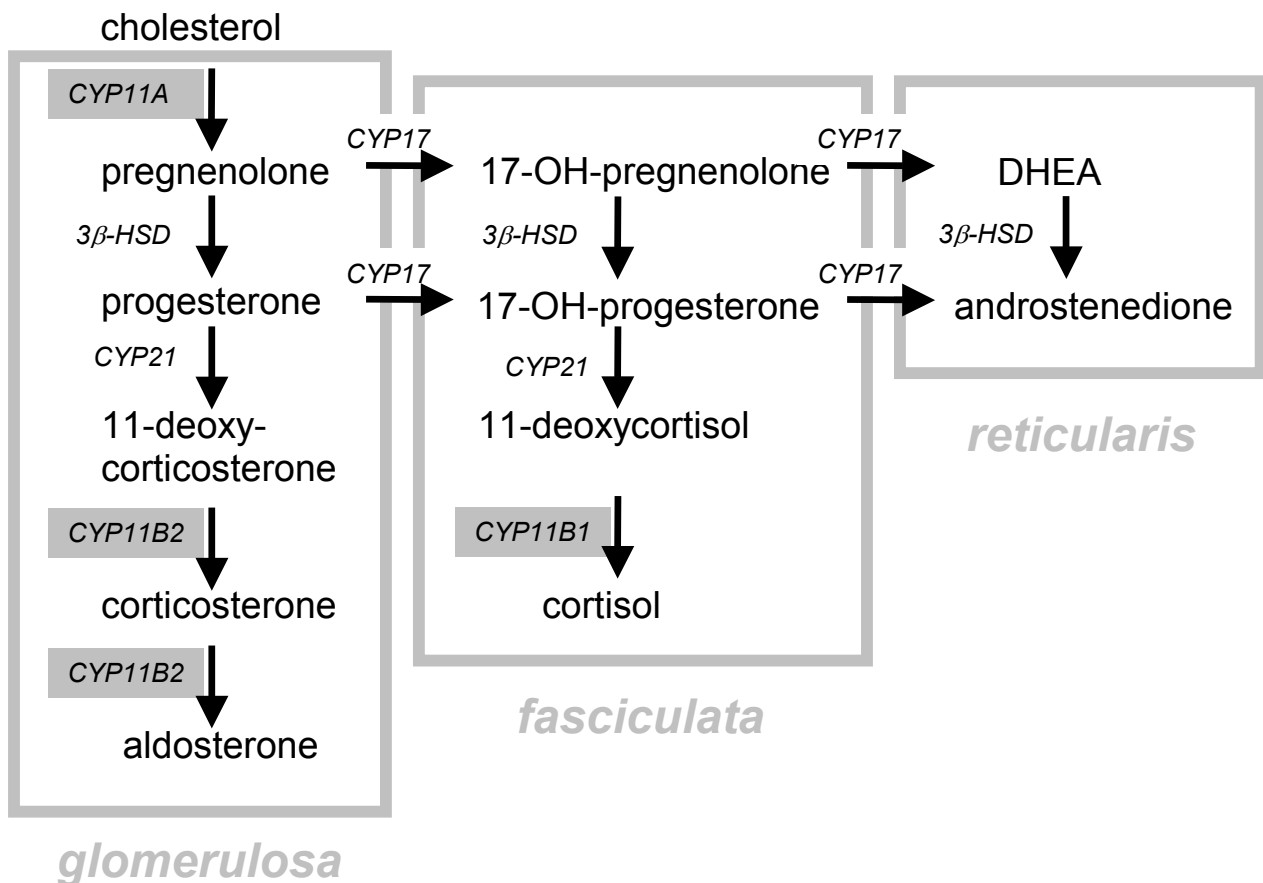 cholesterol
CYP11A
CYP17
CYP17
pregnenolone
17-OH-pregnenolone
DHEA
3β-HSD
3β-HSD
3β-HSD
CYP17
CYP17
progesterone
17-OH-progesterone
androstenedione
CYP21
CYP21
11-deoxy-
corticosterone
11-deoxycortisol
reticularis
CYP11B2
CYP11B1
corticosterone
cortisol
CYP11B2
fasciculata
aldosterone
glomerulosa